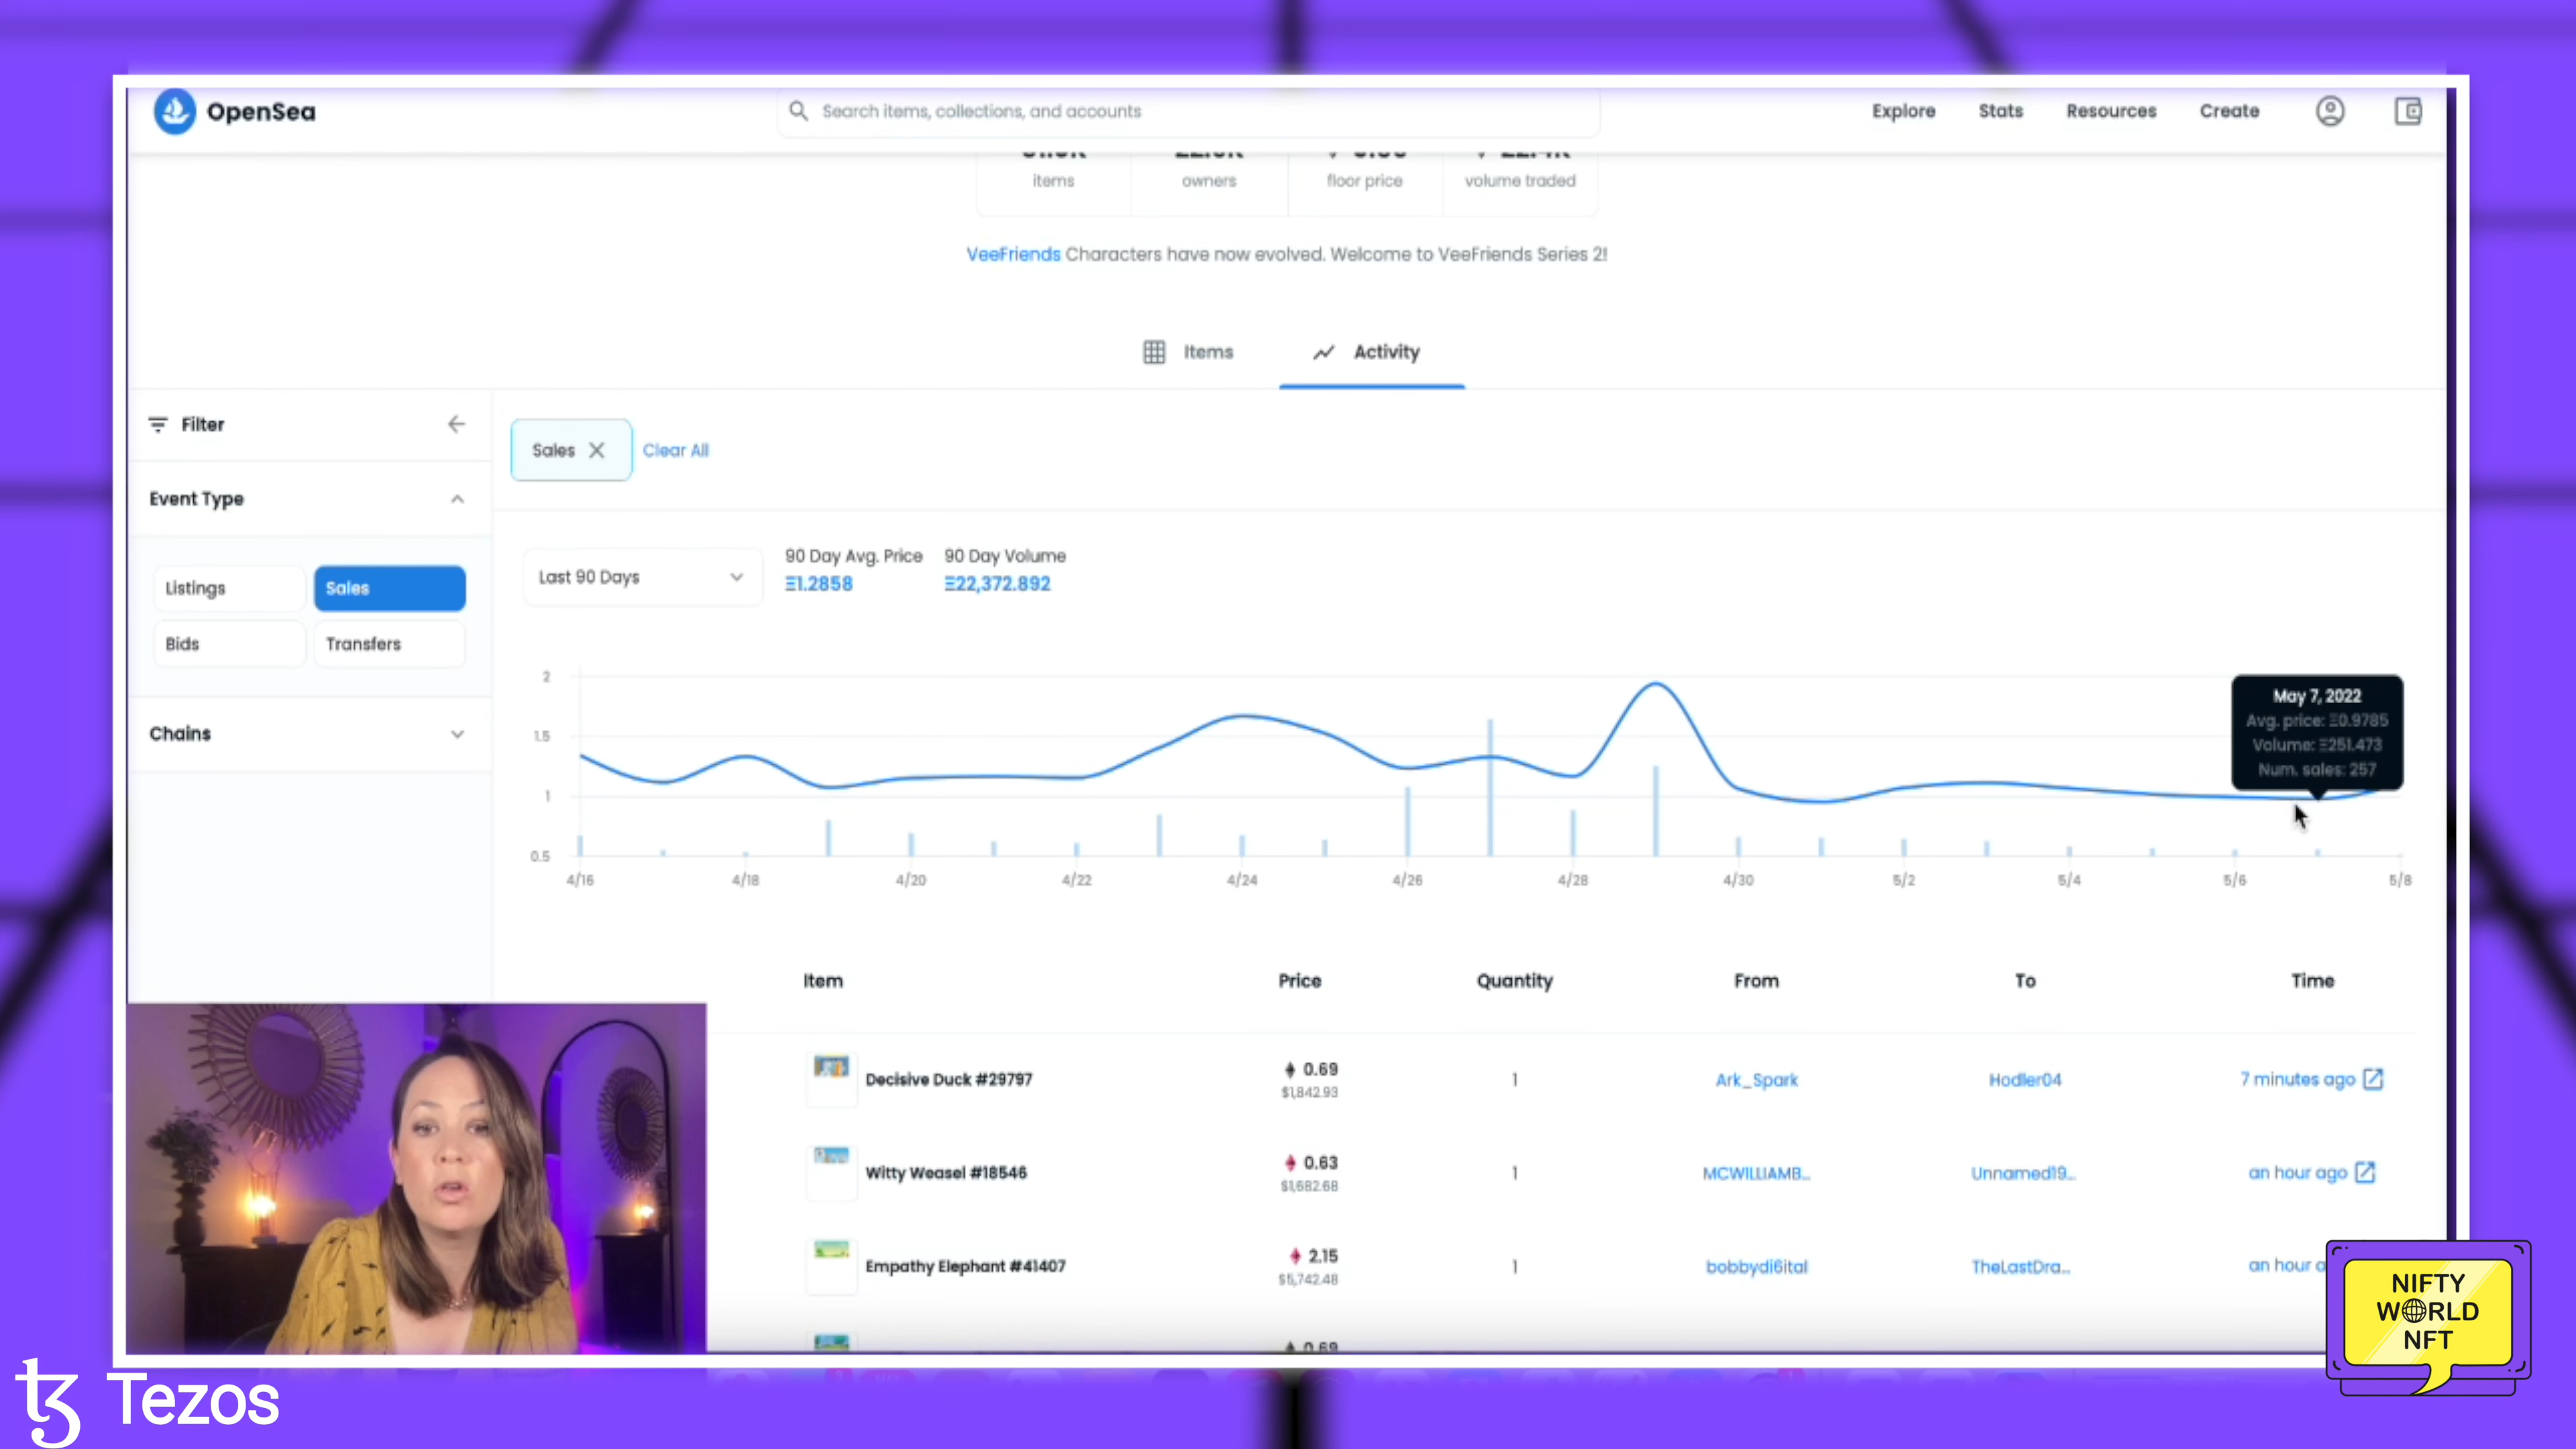 OpenSea
Search items, collections, and accounts
Explore
Stats
Resources
Create
items
owners
floor price
volume traded
VeeFriends Characters have now evolved. Welcome to VeeFriends Series 2!
Items
Activity
Filter
Sales
Clear All
Event Type
Listings
Sales
Bids
Transfers
Chains
Last 90 Days
90 Day Avg. Price
90 Day Volume
Ξ1.2858
Ξ22,372.892
2
1.5
1
0.5
May 7, 2022
Avg. price: Ξ0.9785
Volume: Ξ251.473
Num. sales: 257
4/16
4/18
4/20
4/22
4/24
4/26
4/28
4/30
5/2
5/4
5/6
5/8
Item
Price
Quantity
From
To
Time
Decisive Duck #29797
0.69
$1,842.93
1
Ark_Spark
Hodler04
7 minutes ago
Witty Weasel #18546
0.63
$1,682.68
1
MCWILLIAMB...
Unnamed19...
an hour ago
Empathy Elephant #41407
2.15
$5,742.48
1
bobbydi6ital
TheLastDra...
an hour
0.69
NIFTY
WORLD
NFT
Tezos